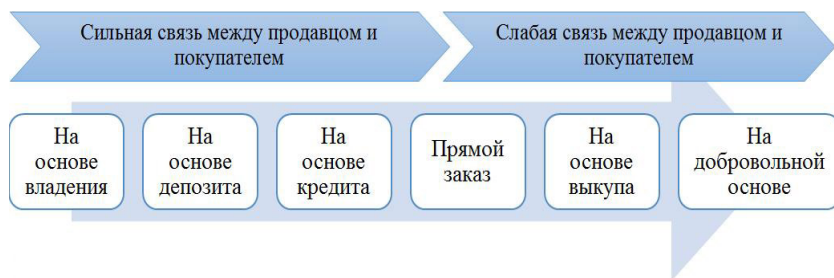 Сильная связь между продавцом и
покупателем
Слабая связь между продавцом и
покупателем
На
основе
владения
На
основе
депозита
На
основе
кредита
Прямой
заказ
На
основе
выкупа
На
добровольной
основе